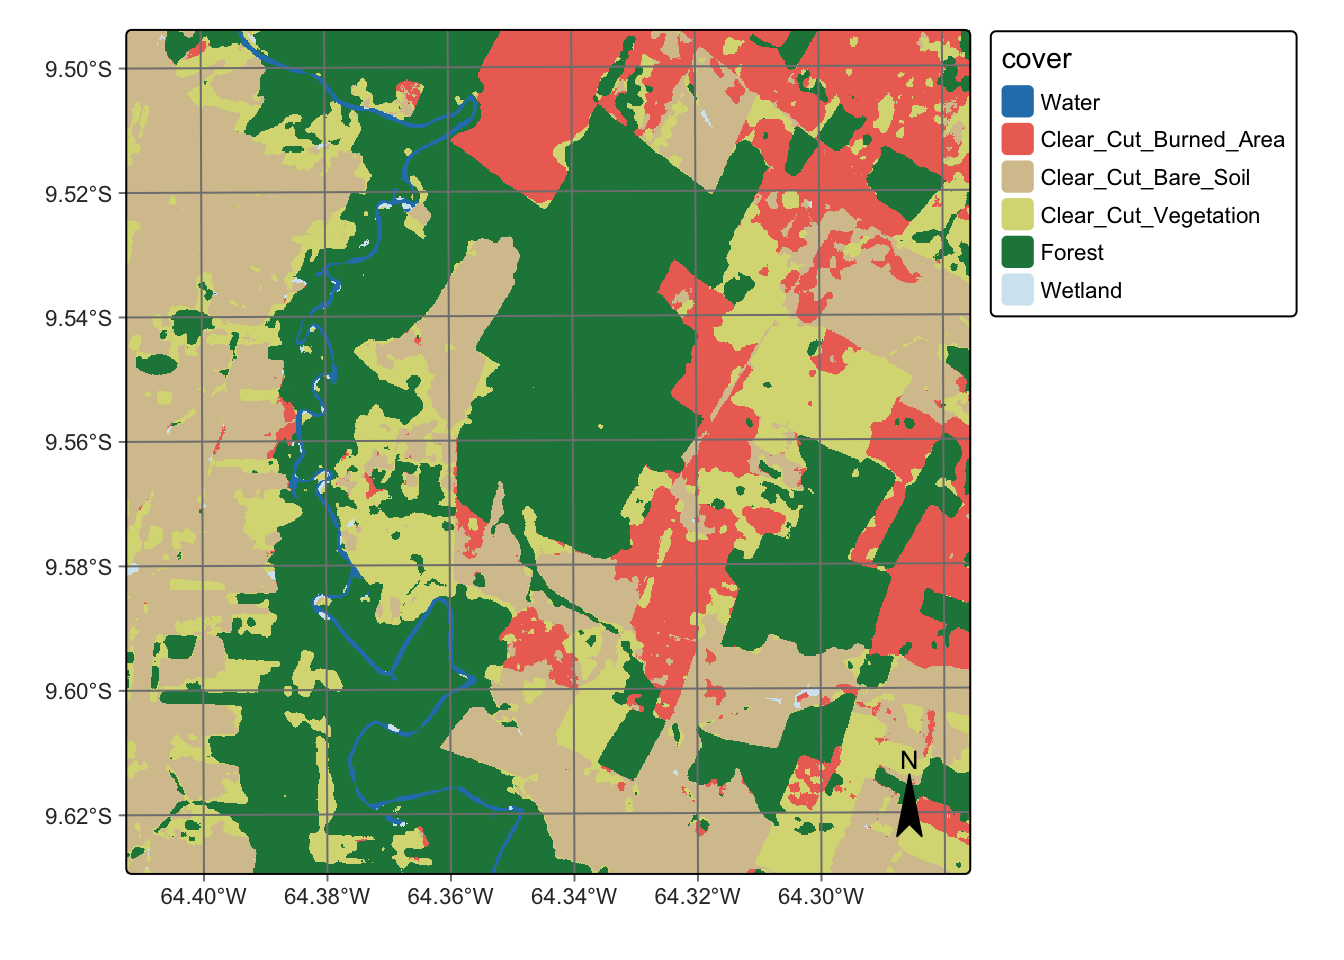 cover
Water
Clear_Cut_Burned_Area
Clear_Cut_Bare_Soil
Clear_Cut_Vegetation
Forest
Wetland
9.50°S
9.52°S
9.54°S
9.56°S
9.58°S
9.60°S
9.62°S
N
64.40°W 64.38°W 64.36°W 64.34°W 64.32°W 64.30°W